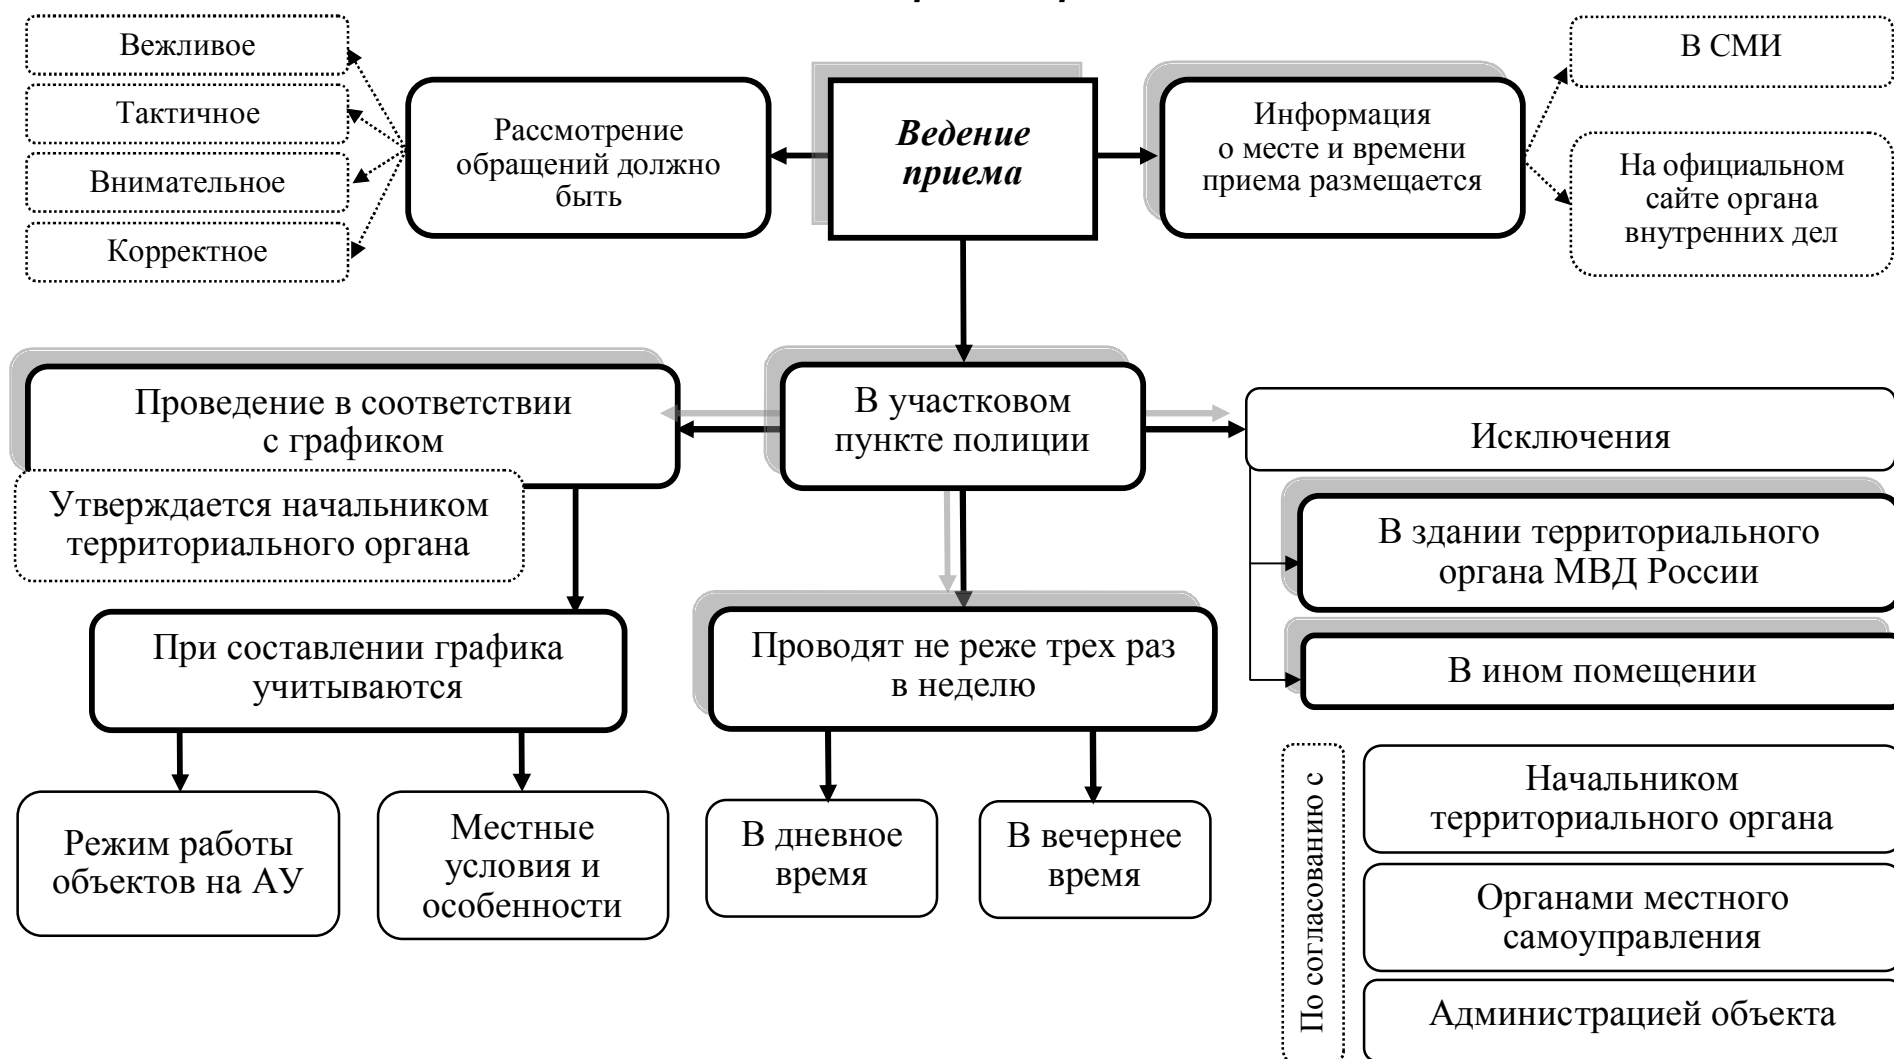 Вежливое
Тактичное
Внимательное
Корректное
Рассмотрение
обращений должно
быть
Ведение
приема
Информация
о месте и времени
приема размещается
В СМИ
На официальном
сайте органа
внутренних дел
Проведение в соответствии
с графиком
Утверждается начальником
территориального органа
В участковом
пункте полиции
Исключения
В здании территориального
органа МВД России
В ином помещении
При составлении графика
учитываются
Проводят не реже трех раз
в неделю
Режим работы
объектов на АУ
Местные
условия и
особенности
В дневное
время
В вечернее
время
По согласованию с
Начальником
территориального органа
Органами местного
самоуправления
Администрацией объекта